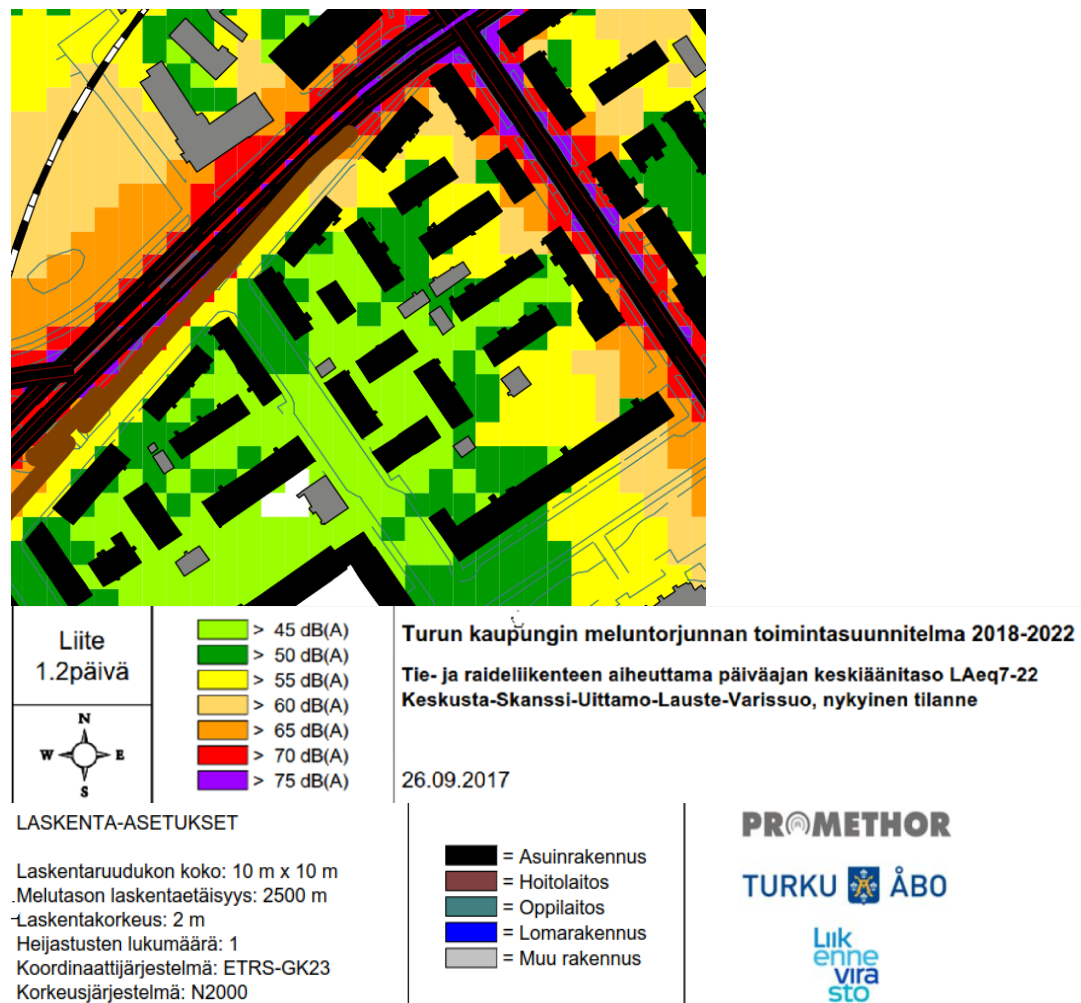 Liite
1.2päivä
N
W E
S
> 45 dB(A)
> 50 dB(A)
> 55 dB(A)
> 60 dB(A)
> 65 dB(A)
> 70 dB(A)
> 75 dB(A)
Turun kaupungin meluntorjunnan toimintasuunnitelma 2018-2022
Tie- ja raideliikenteen aiheuttama päiväajan keskiäänitaso LAeq7-22
Keskusta-Skanssi-Uittamo-Lauste-Varissuo, nykyinen tilanne
26.09.2017
LASKENTA-ASETUKSET
Laskentaruudukon koko: 10 m x 10 m
Melutason laskentaetäisyys: 2500 m
Laskentakorkeus: 2 m
Heijastusten lukumäärä: 1
Koordinaattijärjestelmä: ETRS-GK23
Korkeusjärjestelmä: N2000
= Asuinrakennus
= Hoitolaitos
= Oppilaitos
= Lomarakennus
= Muu rakennus
PROMETHOR
TURKU ÅBO
Liik
enne
vira
sto